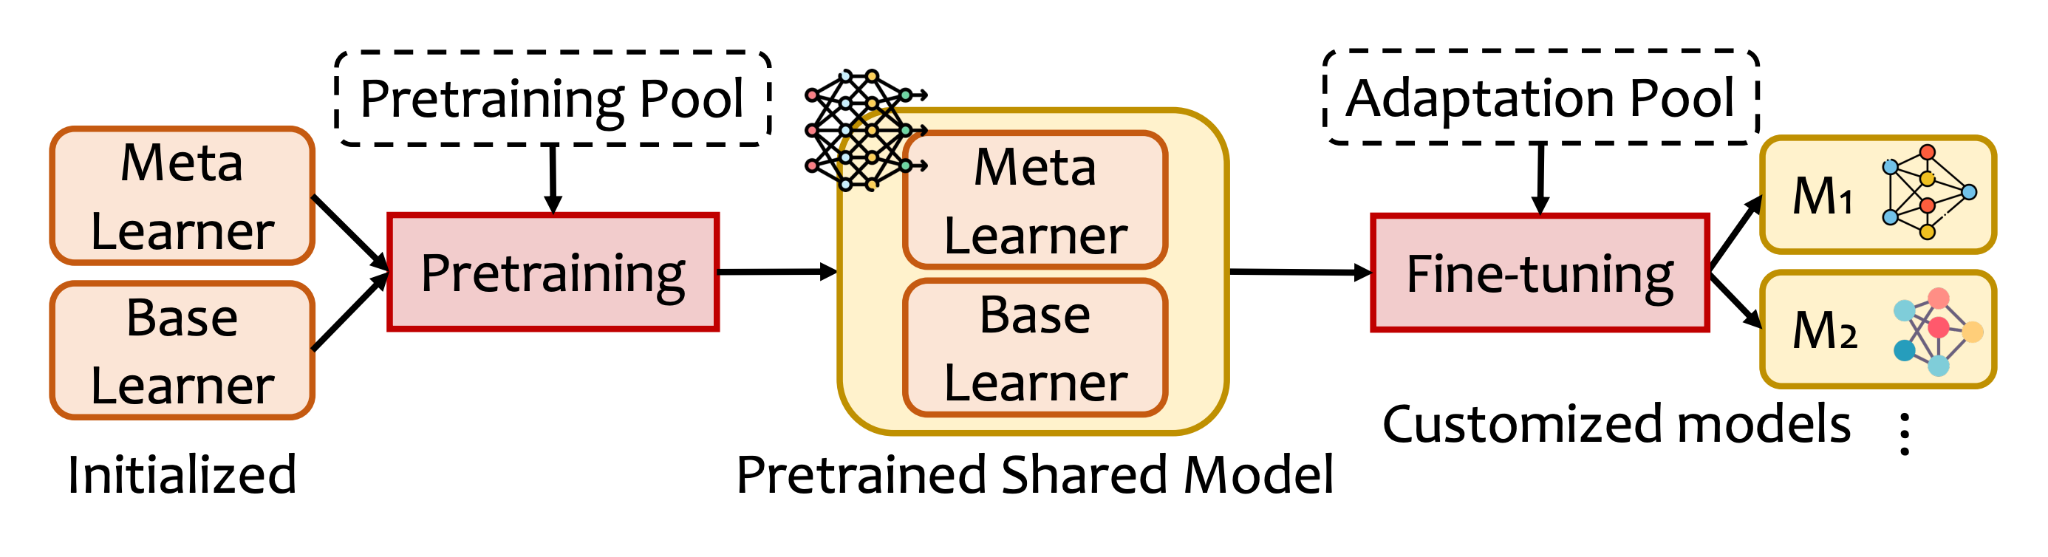 Pretraining Pool
Adaptation Pool
Meta
Learner
Base
Learner
Initialized
Pretraining
Meta
Learner
Base
Learner
Pretrained Shared Model
Fine-tuning
M1
M2
Customized models